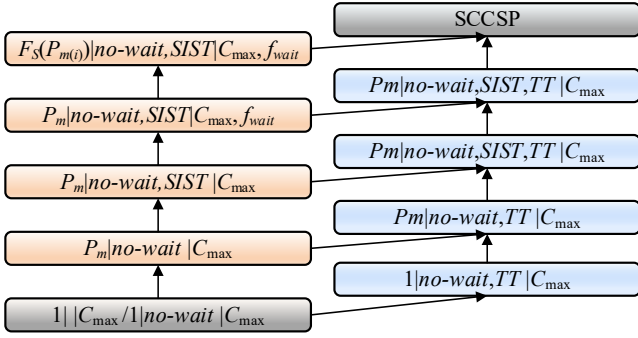 SCCSP
F_S(P_{m(i)})|no-wait,SIST|C_max, f_wait
Pm|no-wait,SIST,TT |C_max
P_m|no-wait,SIST|C_max, f_wait
Pm|no-wait,SIST,TT |C_max
P_m|no-wait,SIST |C_max
Pm|no-wait,TT |C_max
P_m|no-wait |C_max
1|no-wait,TT |C_max
1| |C_max /1|no-wait |C_max